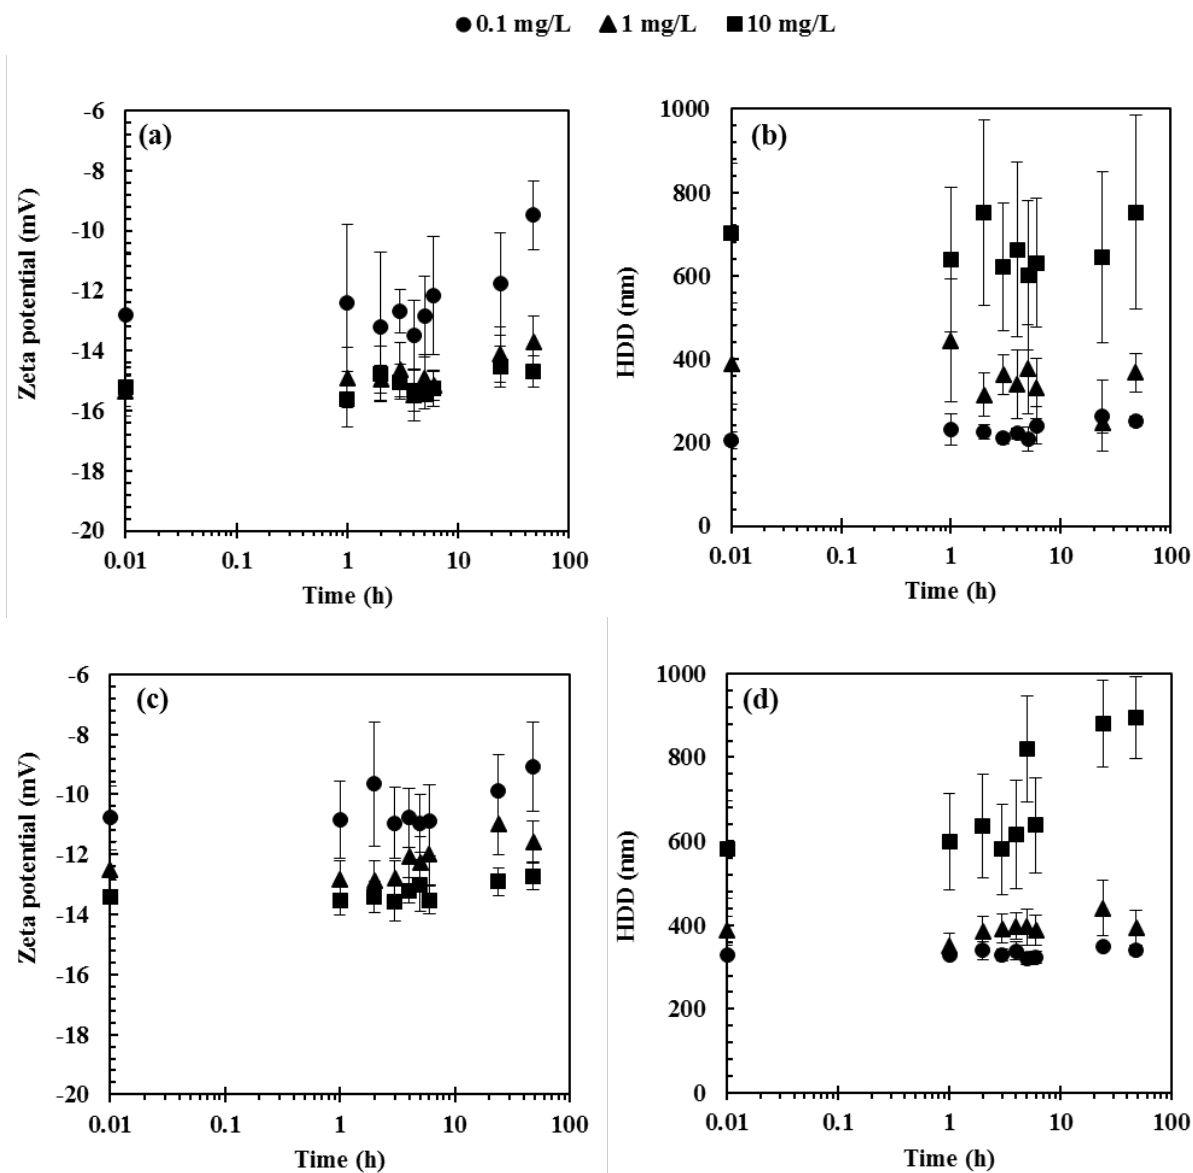 0.1 mg/L 1 mg/L 10 mg/L
(a)
Zeta potential (mV)
-6
-8
-10
-12
-14
-16
-18
-20
0.01 0.1 1 10 100
Time (h)
(b)
HDD (nm)
1000
800
600
400
200
0
0.01 0.1 1 10 100
Time (h)
(c)
Zeta potential (mV)
-6
-8
-10
-12
-14
-16
-18
-20
0.01 0.1 1 10 100
Time (h)
(d)
HDD (nm)
1000
800
600
400
200
0
0.01 0.1 1 10 100
Time (h)